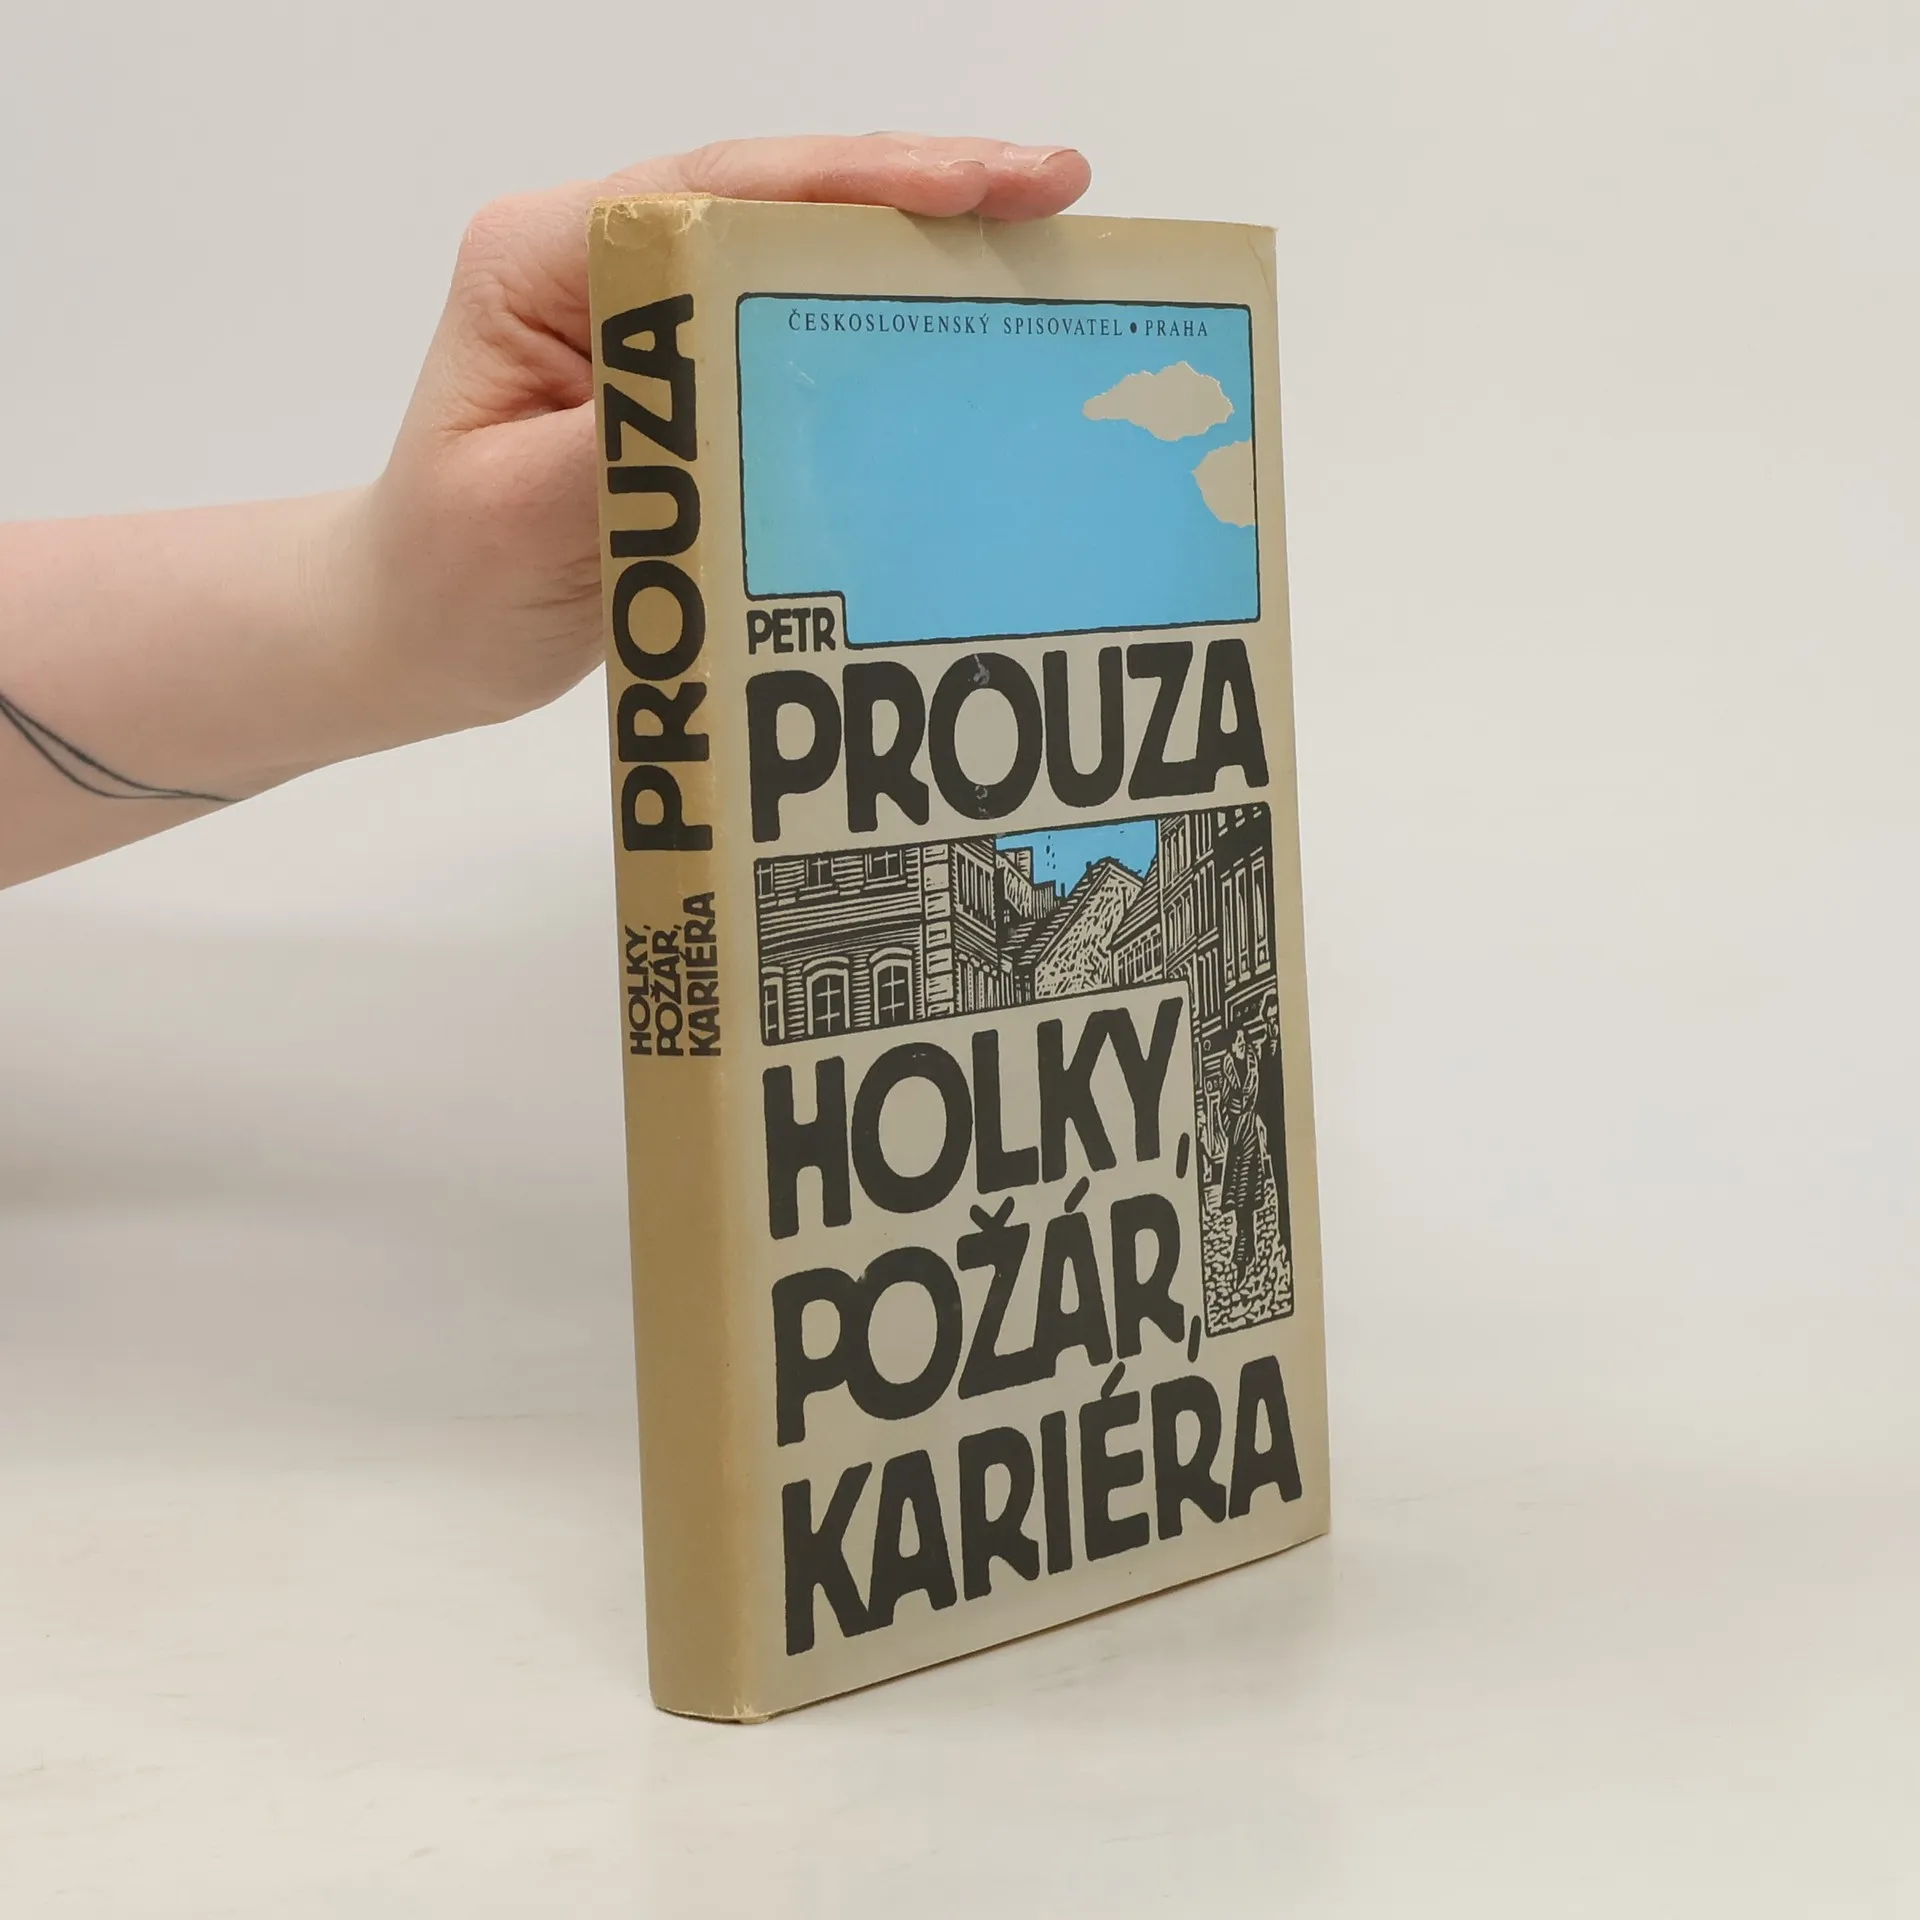 PROUZA
HOLKY,
POŽÁR,
KARIÉRA
ČESKOSLOVENSKÝ SPISOVATEL • PRAHA
PETR
PROUZA
HOLKY,
POŽÁR,
KARIÉRA